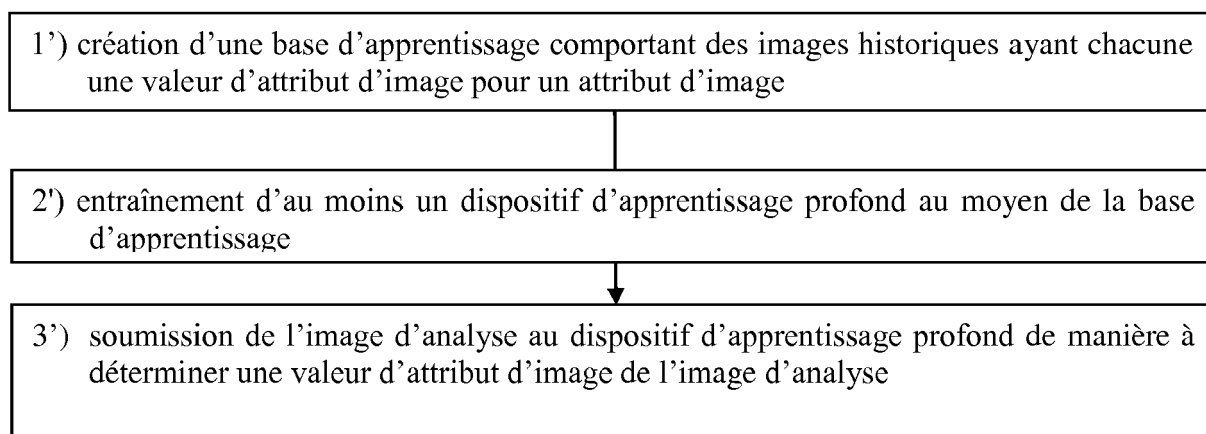 1’) création d’une base d’apprentissage comportant des images historiques ayant chacune
une valeur d’attribut d’image pour un attribut d’image
2') entraînement d’au moins un dispositif d’apprentissage profond au moyen de la base
d’apprentissage
3’) soumission de l’image d’analyse au dispositif d’apprentissage profond de manière à
déterminer une valeur d’attribut d’image de l’image d’analyse